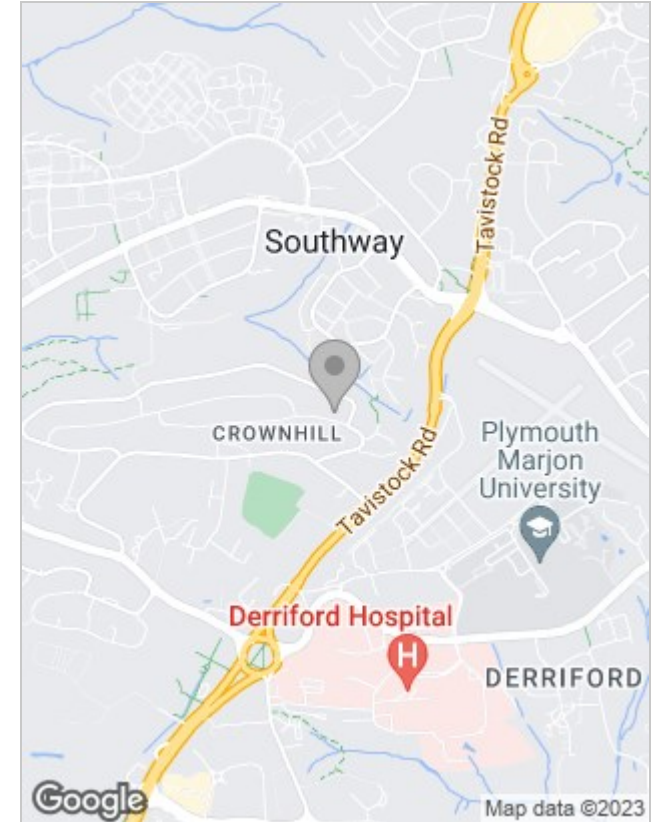 Tavistock Rd
Southway
CROWNHILL
Plymouth
Marjon
University
Tavistock Rd
Derriford Hospital
H
DERRIFORD
Google
Map data ©2023